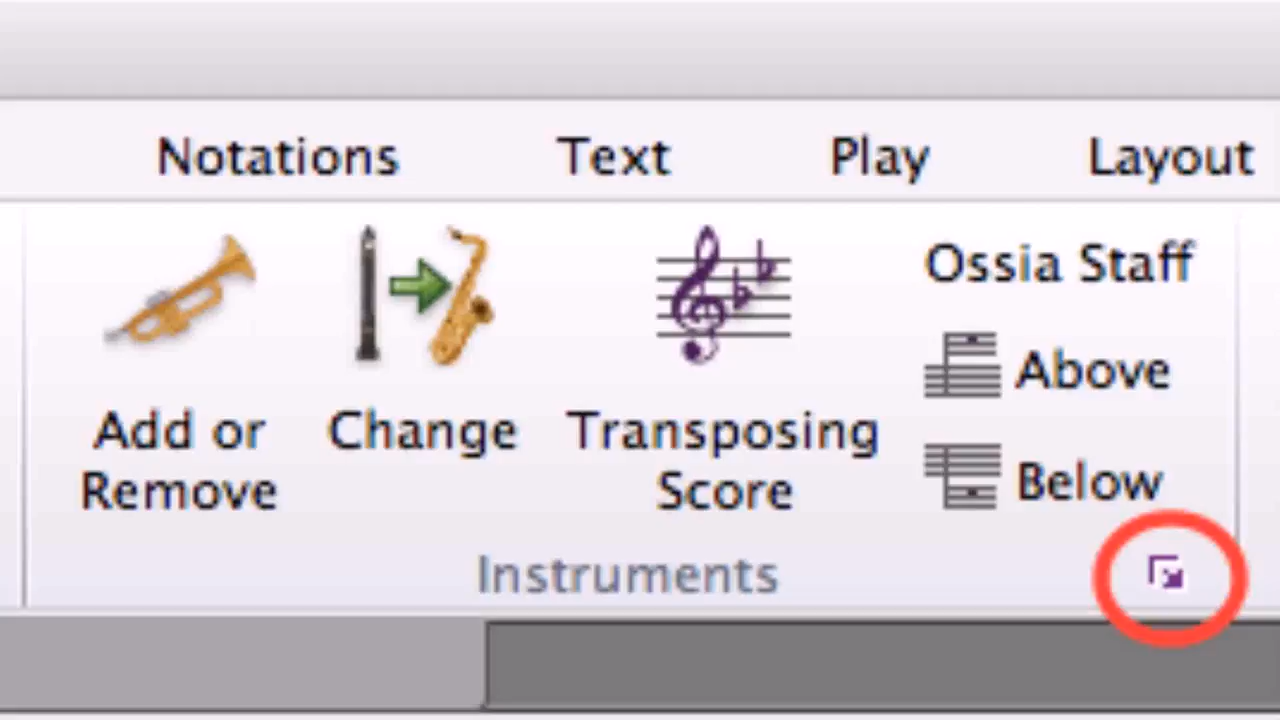 Notations Text Play Layout
Ossia Staff
Above
Add or Change Transposing
Remove Score Below
Instruments